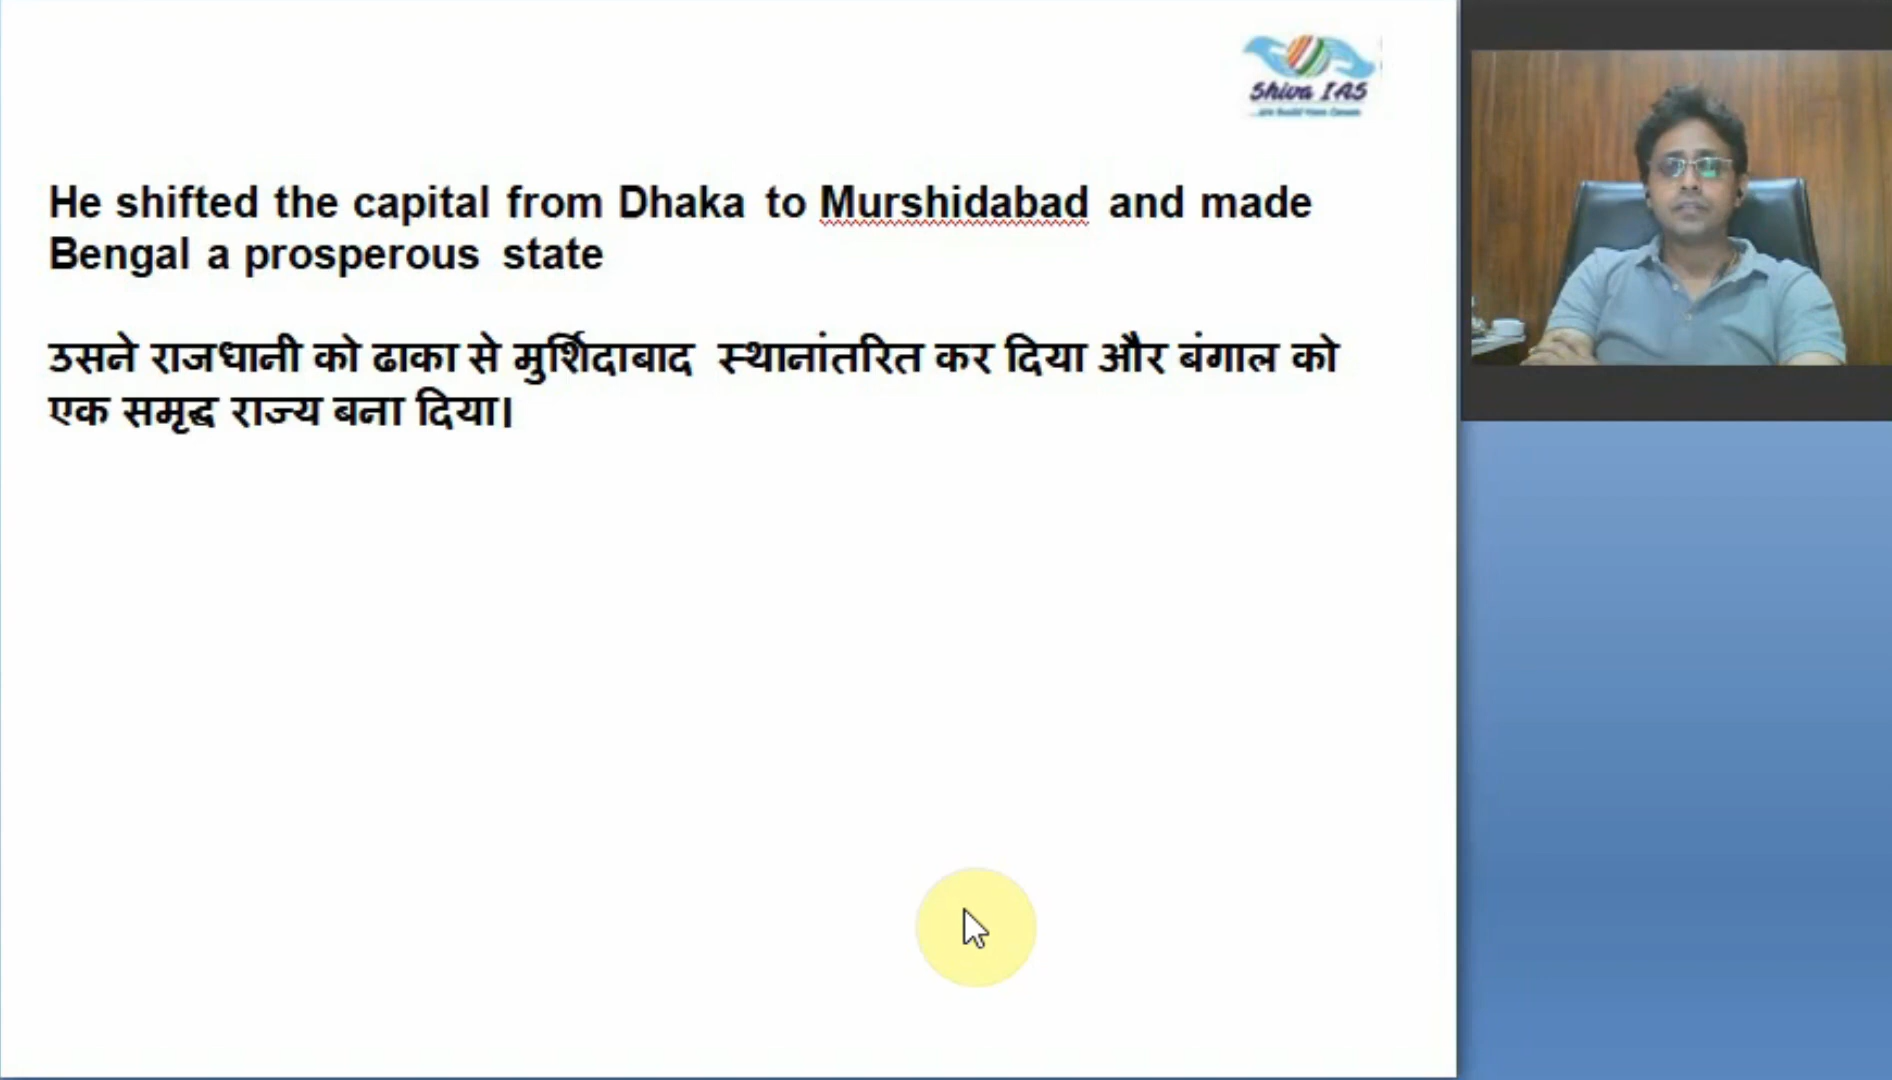 Shiva IAS
He shifted the capital from Dhaka to Murshidabad and made
Bengal a prosperous state
उसने राजधानी को ढाका से मुर्शिदाबाद स्थानांतरित कर दिया और बंगाल को
एक समृद्ध राज्य बना दिया।